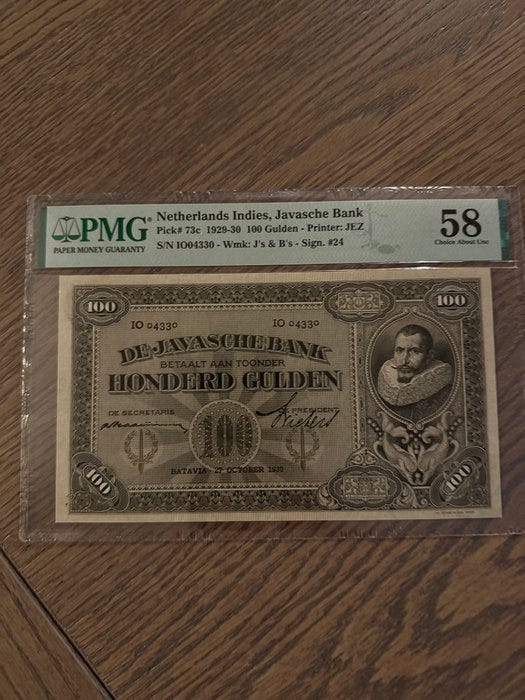 PMG
PAPER MONEY GUARANTY
Netherlands Indies, Javasche Bank
Pick# 73c 1929-30 100 Gulden - Printer: JEZ
S/N IO04330 - Wmk: J's & B's - Sign. #24
58
Choice About Unc
100
100
IO 04330
IO 04330
DE JAVASCHE BANK
BETAALT AAN TOONDER
HONDERD GULDEN
DE SECRETARIS
DE PRESIDENT
BATAVIA, 27 OCTOBER 1930
100
100